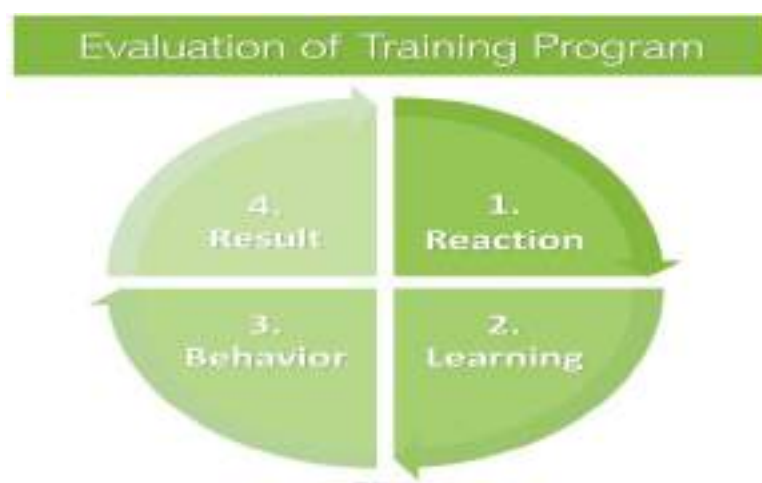 Evaluation of Training Program
1.
Reaction
2.
Learning
3.
Behavior
4.
Result